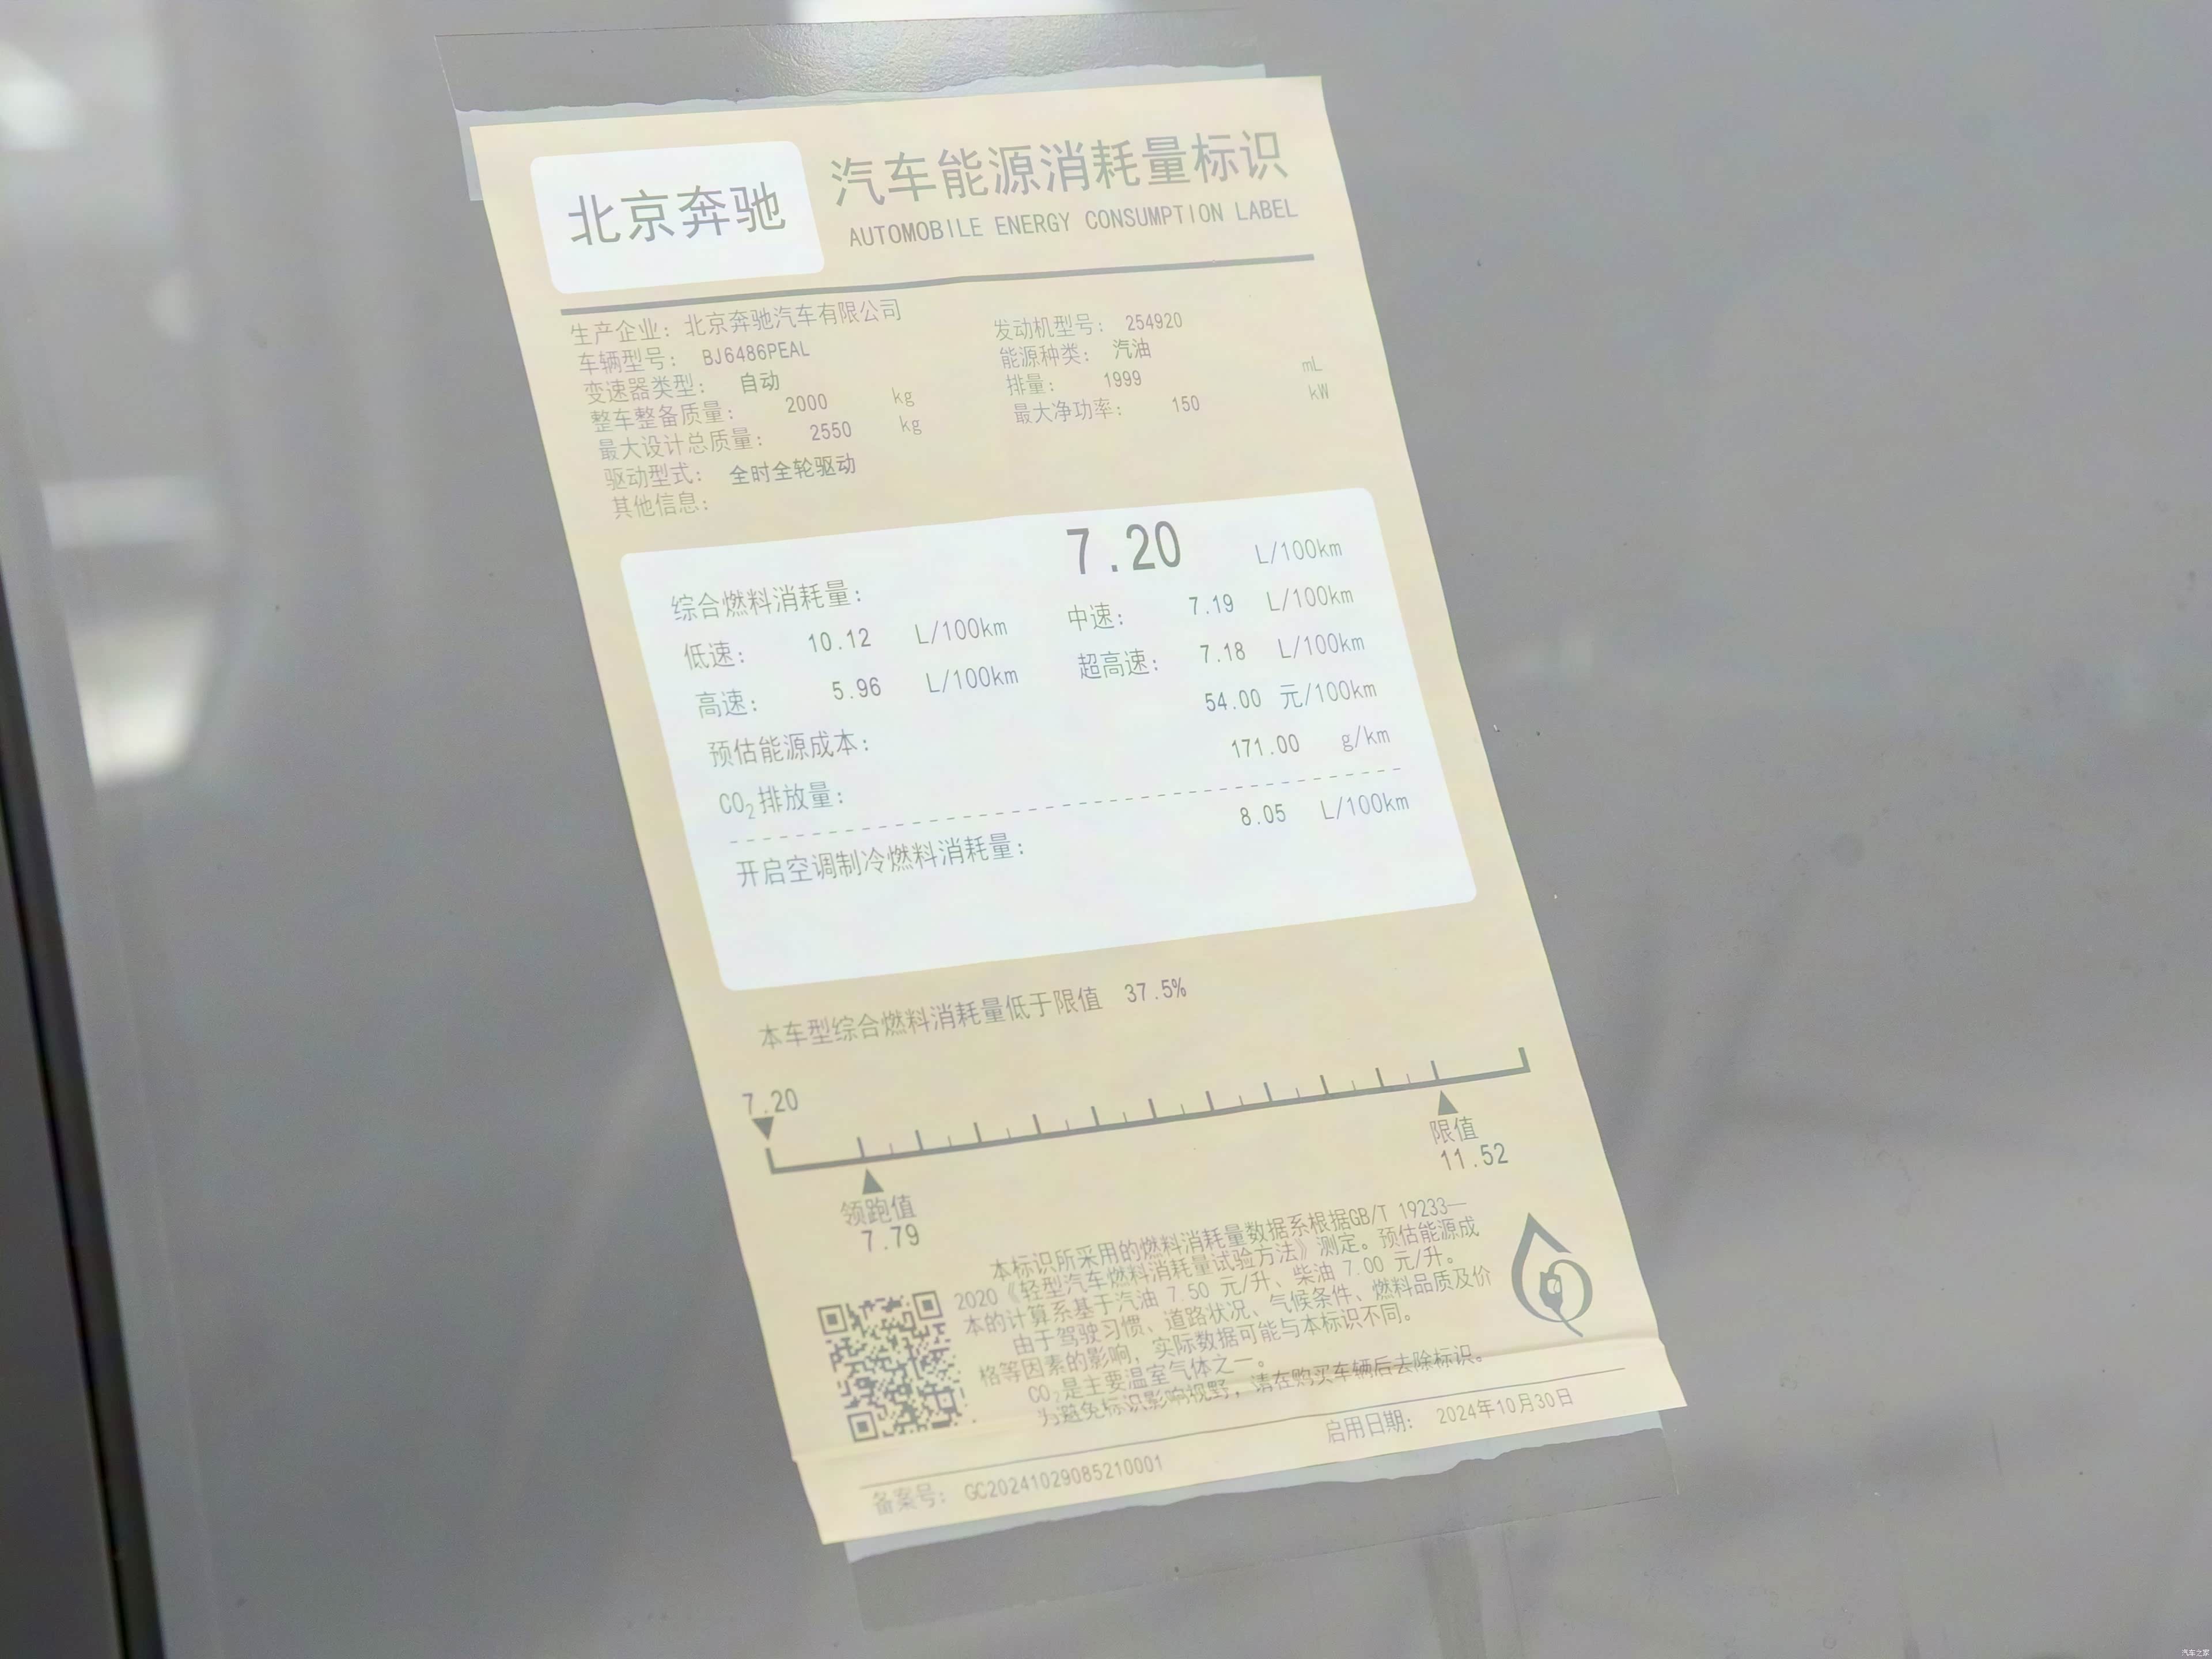 北京奔驰
汽车能源消耗量标识
AUTOMOBILE ENERGY CONSUMPTION LABEL
生产企业: 北京奔驰汽车有限公司
车辆型号: BJ6486PEAL
变速器类型: 自动
整车整备质量: 2000 kg
最大设计总质量: 2550 kg
驱动型式: 全时全轮驱动
其他信息:
发动机型号: 254920
能源种类: 汽油
排量: 1999 mL
最大净功率: 150 kW
综合燃料消耗量: 7.20 L/100km
低速: 10.12 L/100km 中速: 7.19 L/100km
高速: 5.96 L/100km 超高速: 7.18 L/100km
预估能源成本: 54.00 元/100km
CO₂排放量: 171.00 g/km
开启空调制冷燃料消耗量: 8.05 L/100km
本车型综合燃料消耗量低于限值 37.5%
7.20
领跑值
7.79
限值
11.52
本标识所采用的燃料消耗量数据系根据GB/T 19233—
2020《轻型汽车燃料消耗量试验方法》测定。预估能源成
本的计算系基于汽油 7.50 元/升、柴油 7.00 元/升。
由于驾驶习惯、道路状况、气候条件、燃料品质及价
格等因素的影响，实际数据可能与本标识不同。
CO₂是主要温室气体之一。
为避免标识影响视野，请在购买车辆后去除标识。
备案号: GC20241029085210001
启用日期: 2024年10月30日
汽车之家